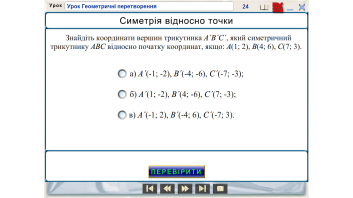 Урок Урок Геометричні перетворення 24
Симетрія відносно точки
Знайдіть координати вершин трикутника A´B´C´, який симетричний
трикутнику ABC відносно початку координат, якщо: A(1; 2), B(4; 6), C(7; 3).
а) A´(-1; -2), B´(-4; -6), C´(-7; -3);
б) A´(1; -2), B´(4; -6), C´(7; -3);
в) A´(-1; 2), B´(-4; 6), C´(-7; 3).
ПЕРЕВІРИТИ